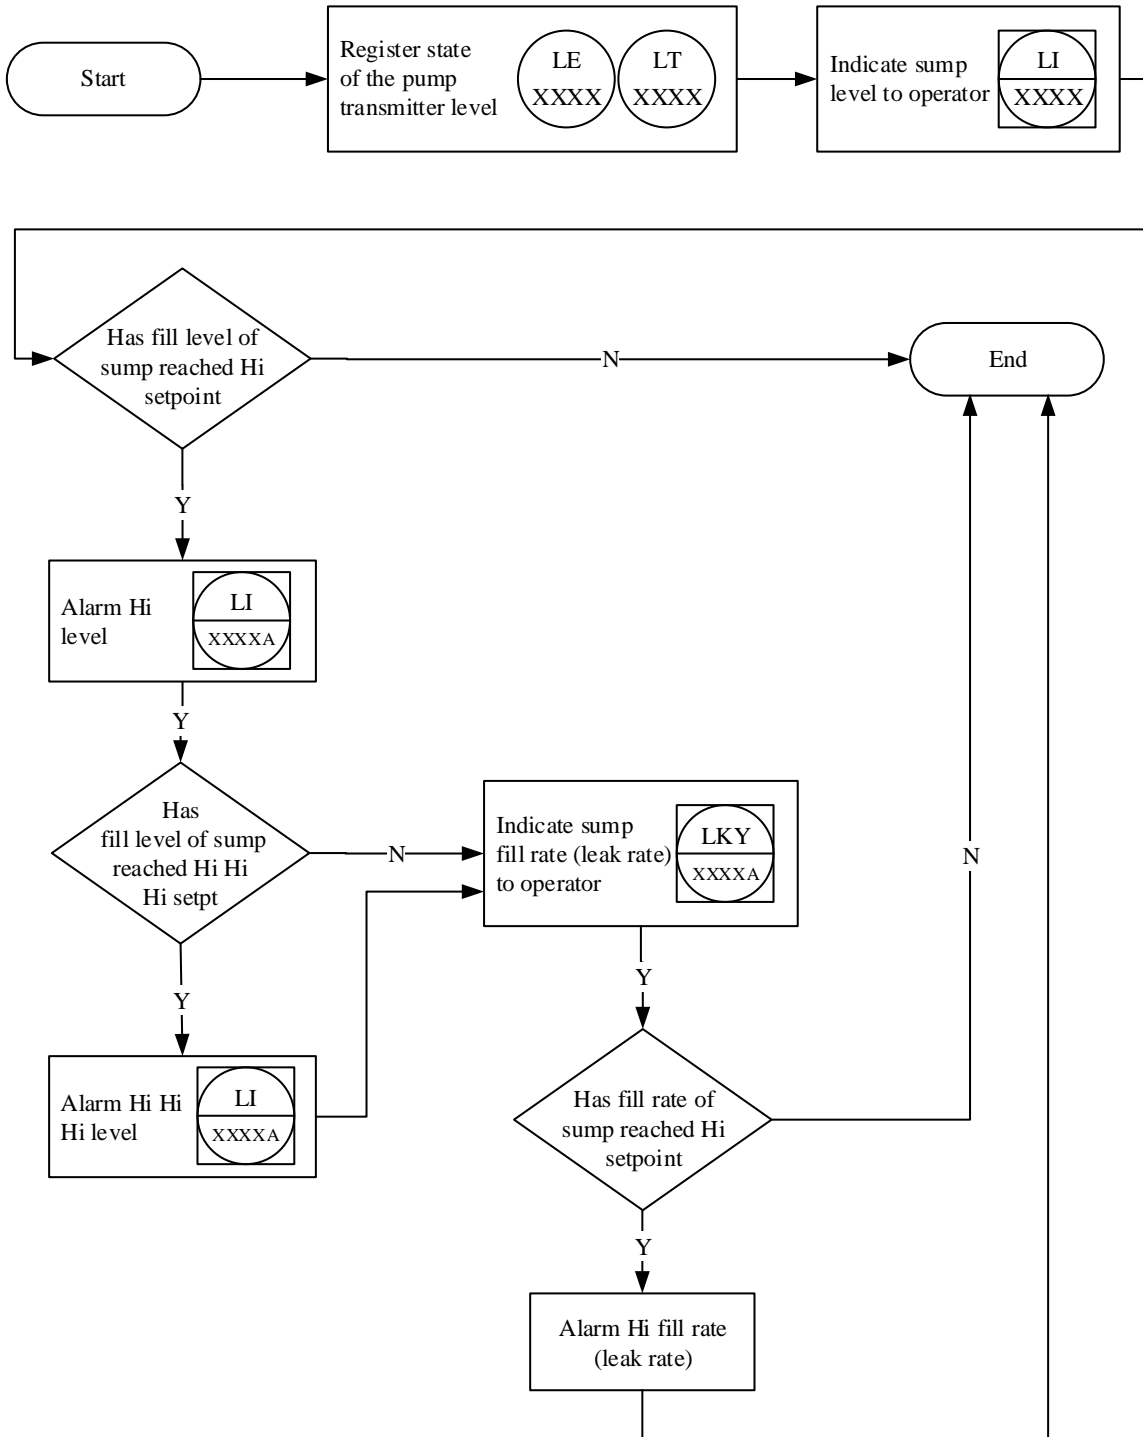 Start
Register state
of the pump
transmitter level
LE
XXXX
LT
XXXX
Indicate sump
level to operator
LI
XXXX
Has fill level of
sump reached Hi
setpoint
N
End
Y
Alarm Hi
level
LI
XXXXA
Y
Has
fill level of sump
reached Hi Hi
Hi setpt
N
Indicate sump
fill rate (leak rate)
to operator
LKY
XXXXA
N
Y
Y
Alarm Hi Hi
Hi level
LI
XXXXA
Has fill rate of
sump reached Hi
setpoint
Y
Alarm Hi fill rate
(leak rate)